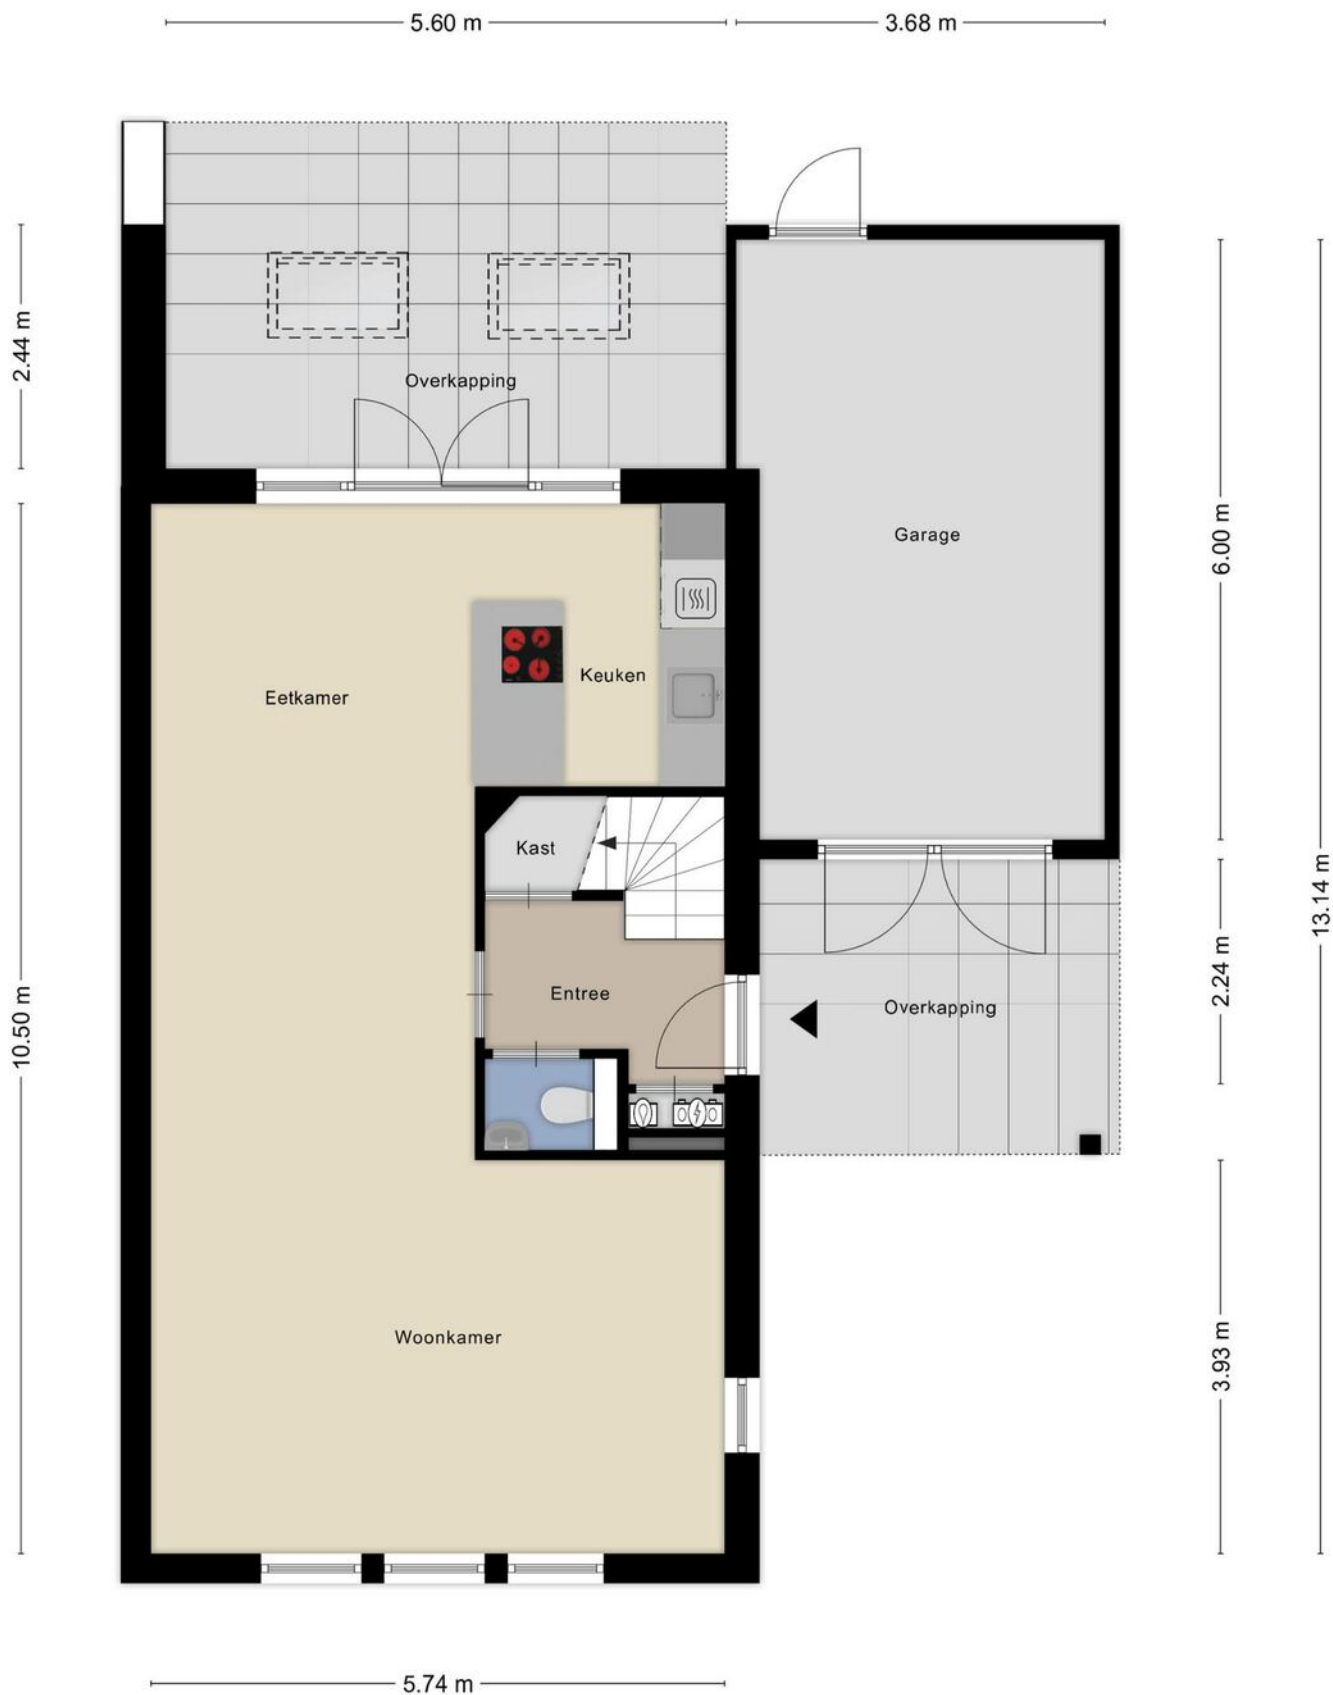 5.60 m
3.68 m
2.44 m
Overkapping
Garage
6.00 m
Keuken
Eetkamer
Kast
13.14 m
Entree
2.24 m
Overkapping
10.50 m
Woonkamer
3.93 m
5.74 m